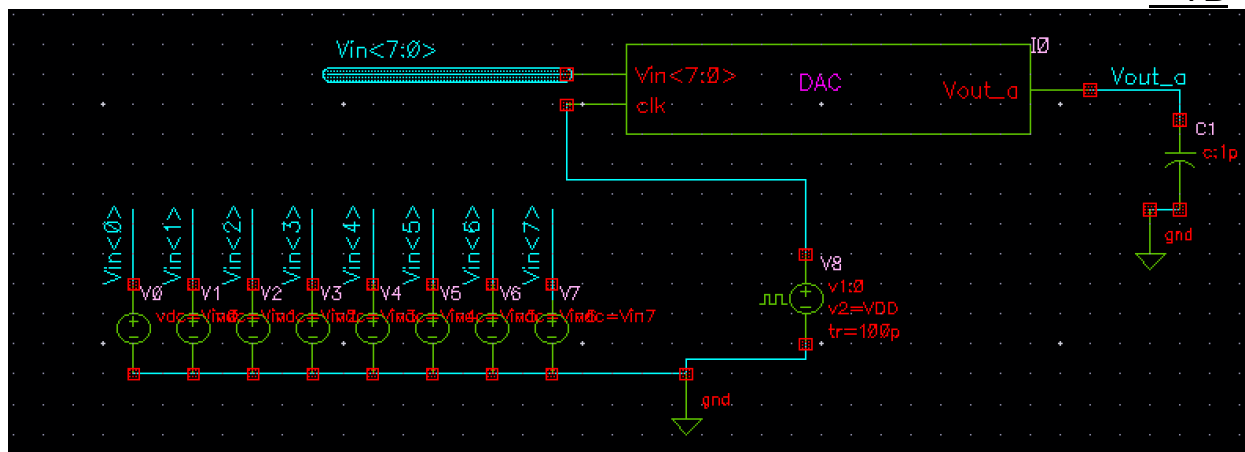 Vin<7:0>
I0
Vin<7:0>
DAC
Vout_a
Vout_a
clk
C1
c:1p
gnd
Vin<0>
Vin<1>
Vin<2>
Vin<3>
Vin<4>
Vin<5>
Vin<6>
Vin<7>
V0
V1
V2
V3
V4
V5
V6
V7
vdc=Vin7
V8
v1:0
v2=VDD
tr=100p
gnd